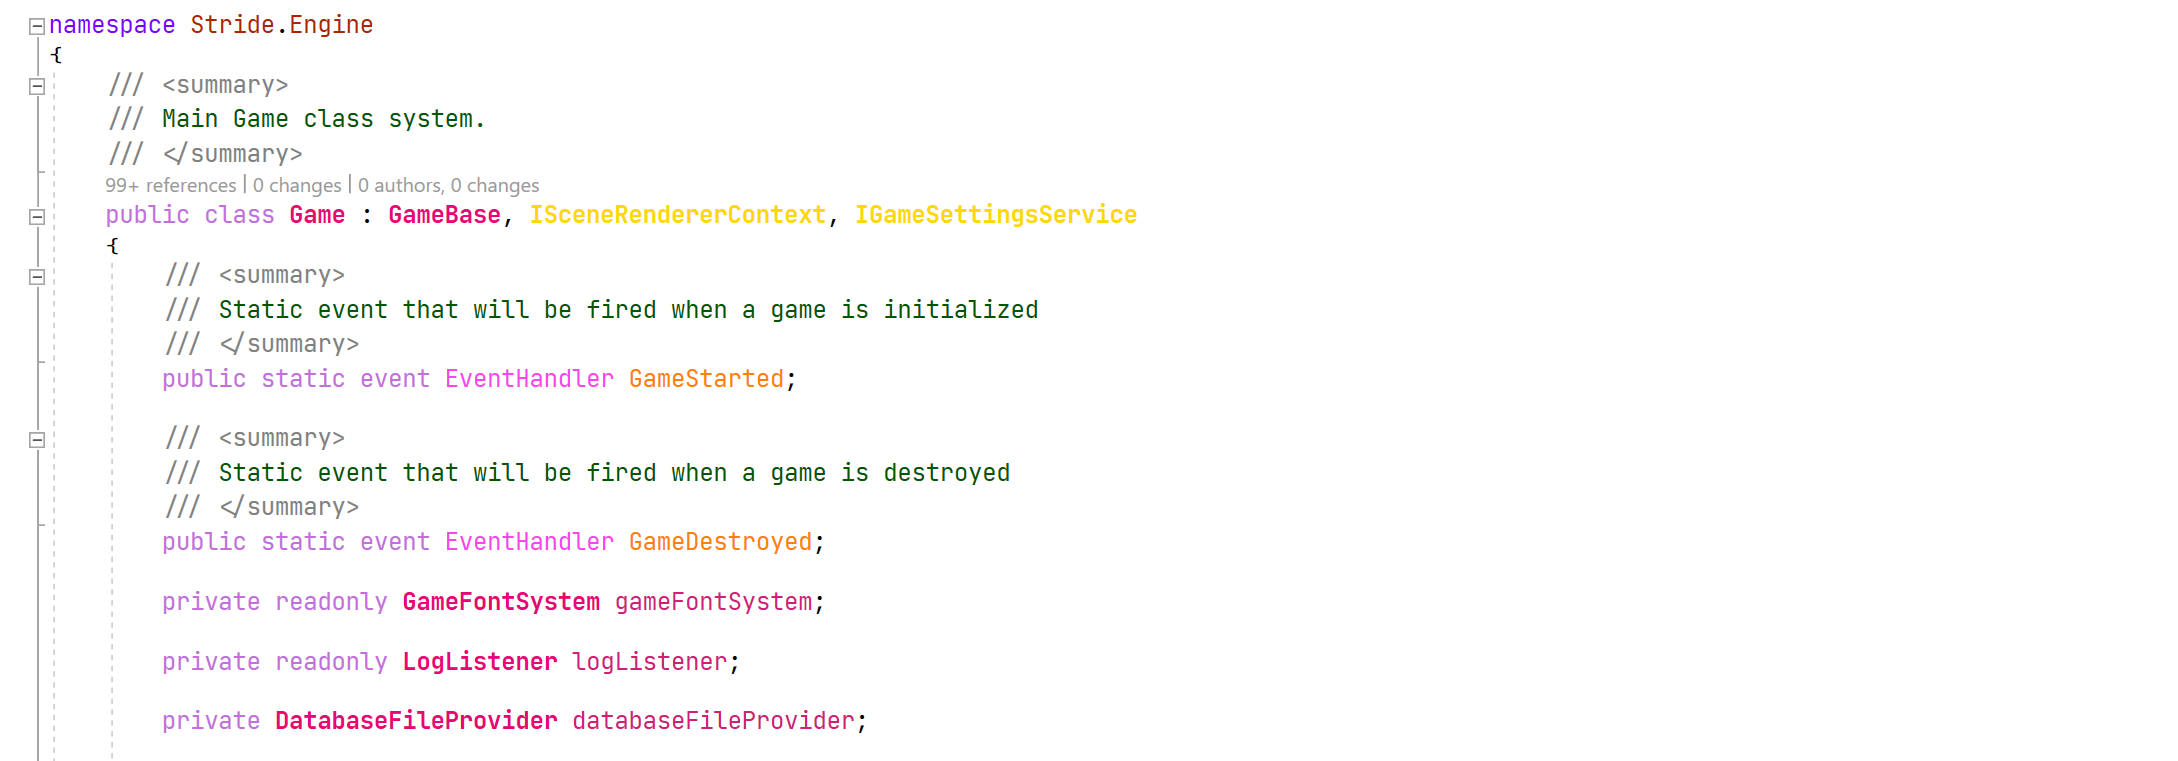 namespace Stride.Engine
{
/// <summary>
/// Main Game class system.
/// </summary>
99+ references | 0 changes | 0 authors, 0 changes
public class Game : GameBase, ISceneRendererContext, IGameSettingsService
{
/// <summary>
/// Static event that will be fired when a game is initialized
/// </summary>
public static event EventHandler GameStarted;
/// <summary>
/// Static event that will be fired when a game is destroyed
/// </summary>
public static event EventHandler GameDestroyed;
private readonly GameFontSystem gameFontSystem;
private readonly LogListener logListener;
private DatabaseFileProvider databaseFileProvider;